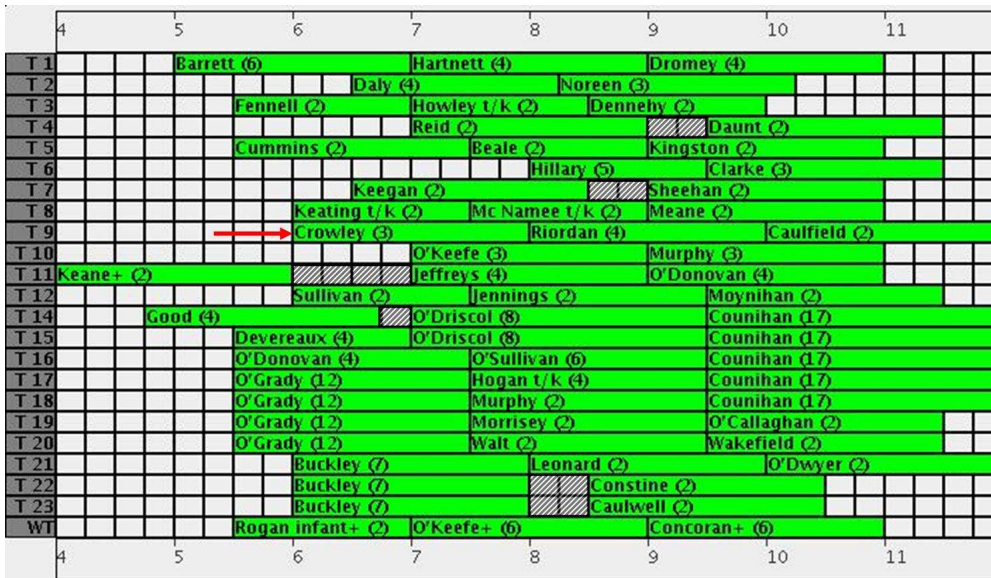 4 5 6 7 8 9 10 11
T 1 Barrett (6) Hartnett (4) Dromey (4)
T 2 Daly (4) Noreen (3)
T 3 Fennell (2) Howley t/k (2) Dennehy (2)
T 4 Reid (2) Daunt (2)
T 5 Cummins (2) Beale (2) Kingston (2)
T 6 Hillary (5) Clarke (3)
T 7 Keegan (2) Sheehan (2)
T 8 Keating t/k (2) Mc Namee t/k (2) Meane (2)
T 9 Crowley (3) Riordan (4) Caulfield (2)
T 10 O'Keefe (3) Murphy (3)
T 11 Keane+ (2) Jeffreys (4) O'Donovan (4)
T 12 Sullivan (2) Jennings (2) Moynihan (2)
T 14 Good (4) O'Driscol (8) Counihan (17)
T 15 Devereaux (4) O'Driscol (8) Counihan (17)
T 16 O'Donovan (4) O'Sullivan (6) Counihan (17)
T 17 O'Grady (12) Hogan t/k (4) Counihan (17)
T 18 O'Grady (12) Murphy (2) Counihan (17)
T 19 O'Grady (12) Morrisey (2) O'Callaghan (2)
T 20 O'Grady (12) Walt (2) Wakefield (2)
T 21 Buckley (7) Leonard (2) O'Dwyer (2)
T 22 Buckley (7) Constine (2)
T 23 Buckley (7) Caulwell (2)
WT Rogan infant+ (2) O'Keefe+ (6) Concoran+ (6)
4 5 6 7 8 9 10 11